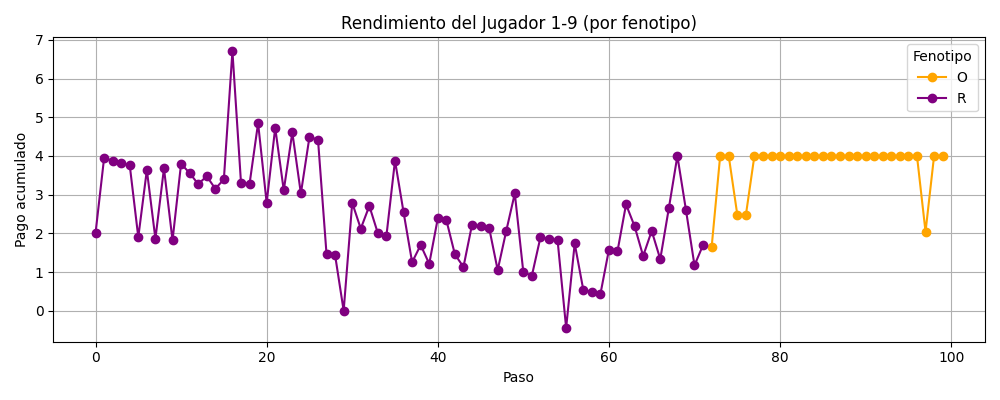 Rendimiento del Jugador 1-9 (por fenotipo)
Pago acumulado
7
6
5
4
3
2
1
0
Fenotipo
O
R
0
20
40
60
80
100
Paso